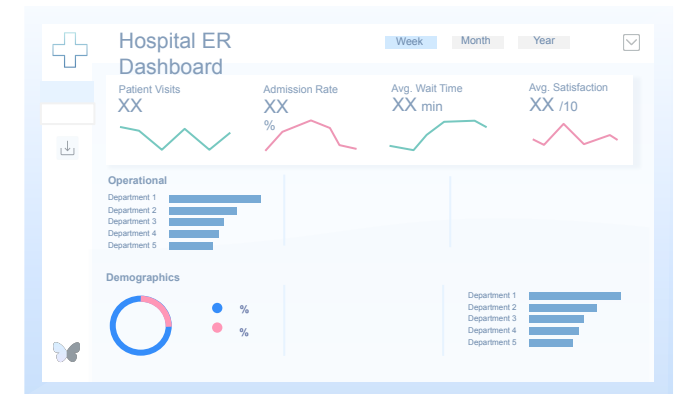 Hospital ER
Dashboard
Week
Month
Year
Patient Visits
XX
Admission Rate
XX
%
Avg. Wait Time
XX min
Avg. Satisfaction
XX /10
Operational
Department 1
Department 2
Department 3
Department 4
Department 5
Demographics
%
%
Department 1
Department 2
Department 3
Department 4
Department 5